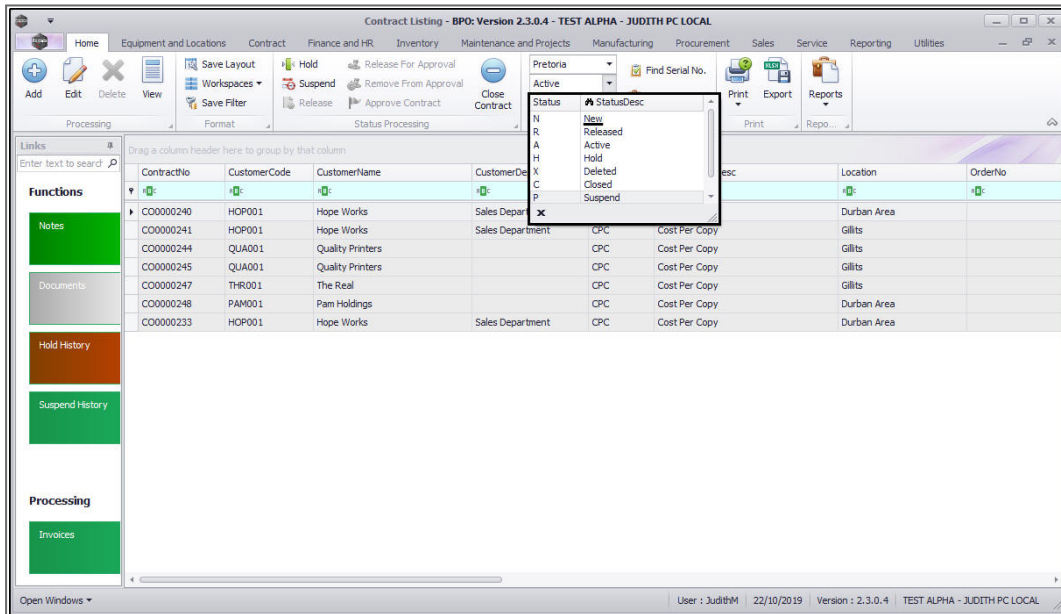 Contract Listing - BPO: Version 2.3.0.4 - TEST ALPHA - JUDITH PC LOCAL
Home Equipment and Locations Contract Finance and HR Inventory Maintenance and Projects Manufacturing Procurement Sales Service Reporting Utilities
Add Edit Delete View
Processing
Save Layout
Workspaces
Save Filter
Format
Hold Release For Approval
Suspend Remove From Approval
Release Approve Contract
Close Contract
Status Processing
Pretoria
Active
Find Serial No.
Print Export
Print
Reports
Repo...
Status StatusDesc
N New
R Released
A Active
H Hold
X Deleted
C Closed
P Suspend
x
Links
Enter text to search
Functions
Notes
Documents
Hold History
Suspend History
Processing
Invoices
Drag a column header here to group by that column
ContractNo CustomerCode CustomerName Location OrderNo
CO0000240 HOP001 Hope Works Durban Area
CO0000241 HOP001 Hope Works Sales Department CPC Cost Per Copy Gillits
CO0000244 QUA001 Quality Printers CPC Cost Per Copy Gillits
CO0000245 QUA001 Quality Printers CPC Cost Per Copy Gillits
CO0000247 THR001 The Real CPC Cost Per Copy Gillits
CO0000248 PAM001 Pam Holdings CPC Cost Per Copy Durban Area
CO0000233 HOP001 Hope Works Sales Department CPC Cost Per Copy Durban Area
Open Windows User : JudithM 22/10/2019 Version : 2.3.0.4 TEST ALPHA - JUDITH PC LOCAL